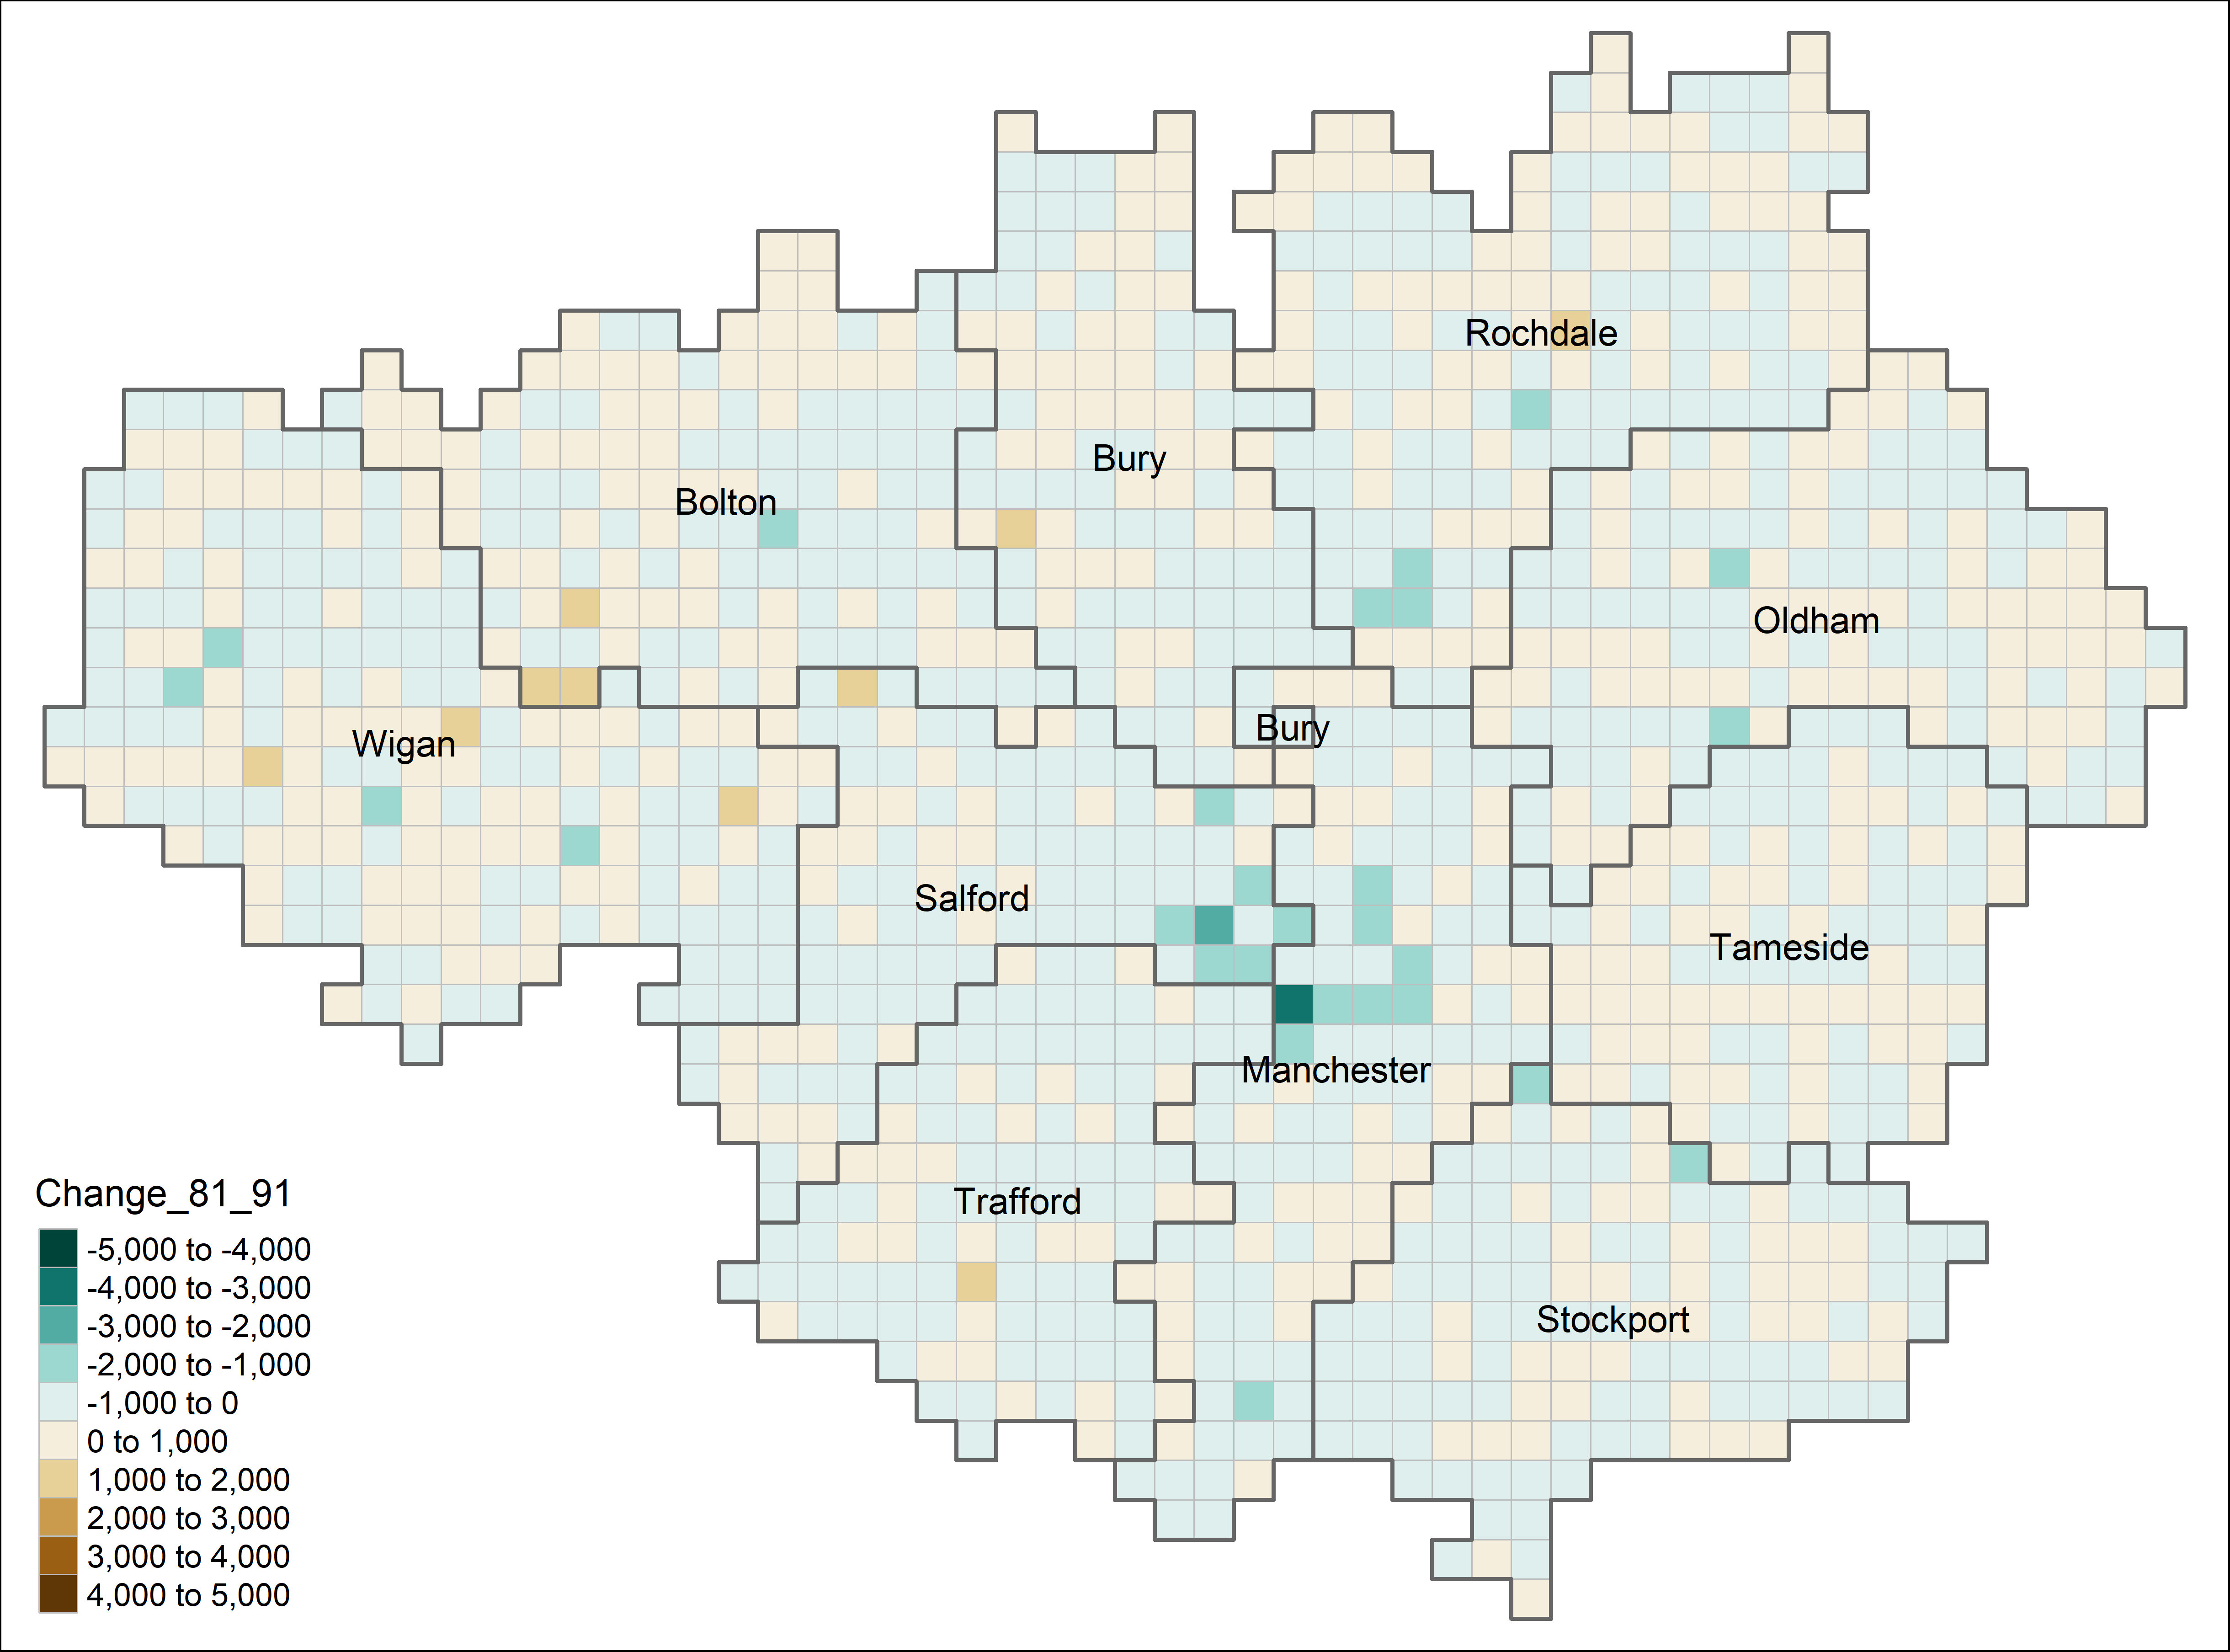 Rochdale
Bury
Bolton
Oldham
Bury
Wigan
Salford
Tameside
Manchester
Trafford
Stockport
Change_81_91
-5,000 to -4,000
-4,000 to -3,000
-3,000 to -2,000
-2,000 to -1,000
-1,000 to 0
0 to 1,000
1,000 to 2,000
2,000 to 3,000
3,000 to 4,000
4,000 to 5,000